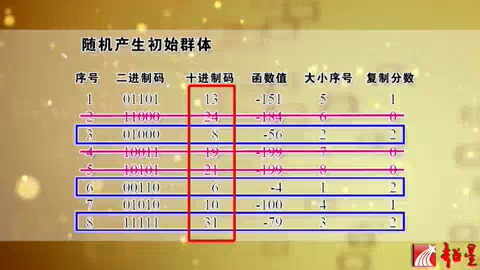 随机产生初始群体
序号 二进制码 十进制码 函数值 大小序号 复制分数
1 01101 13 -151 5 1
2 11000 24 -184 6 0
3 01000 8 -56 2 2
4 10011 19 -199 7 0
5 10101 21 -199 8 0
6 00110 6 -4 1 2
7 01010 10 -100 4 1
8 11111 31 -79 3 2